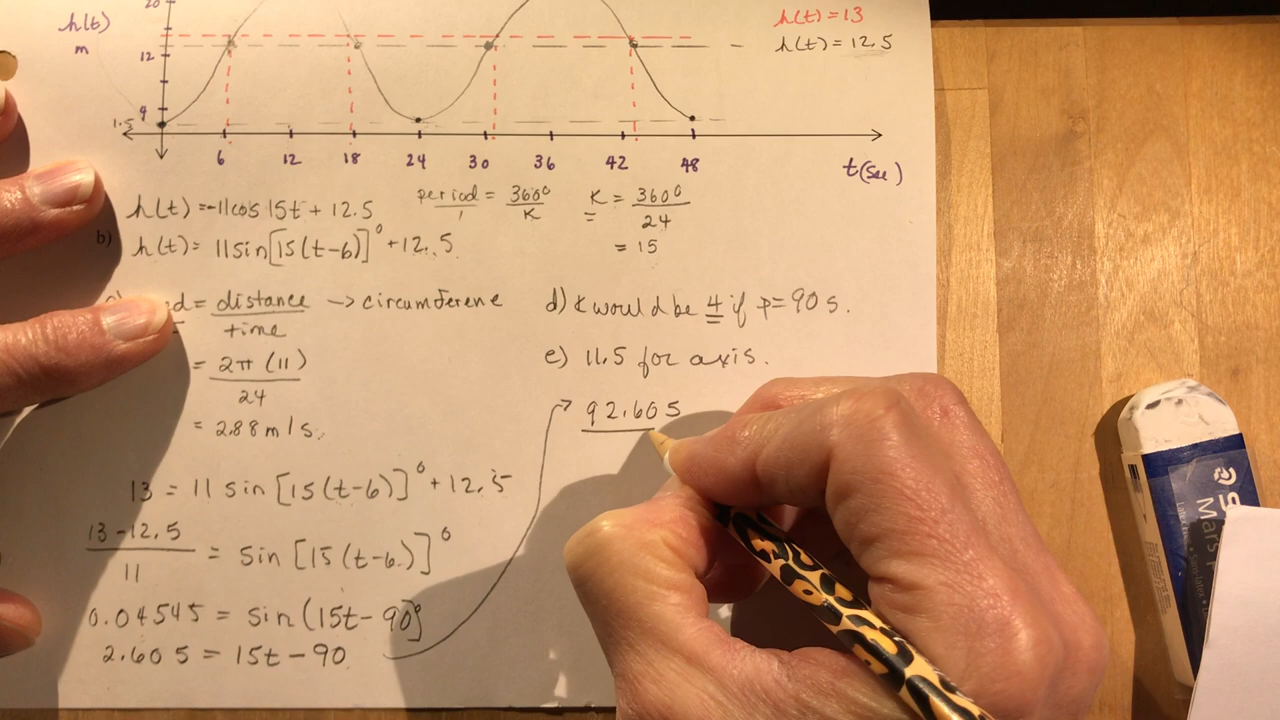 20
h(t)
m
12
9
1.5
6 12 18 24 30 36 42 48
t(sec)
h(t)=13
h(t)=12.5
h(t)=-11cos 15t + 12.5
period/1 = 360°/K
K = 360°/24
= 15
b) h(t)= 11sin[15(t-6)]° +12.5
d= distance/time -> circumference
= 2π (11)/24
= 2.88 m/s.
13 = 11 sin [15(t-6)]° +12.5
13-12.5/11 = sin [15(t-6)]°
0.04545 = sin(15t-90)°
2.605 = 15t-90
d) K would be 4 if p=90 s.
e) 11.5 for axis.
92.605
Mars